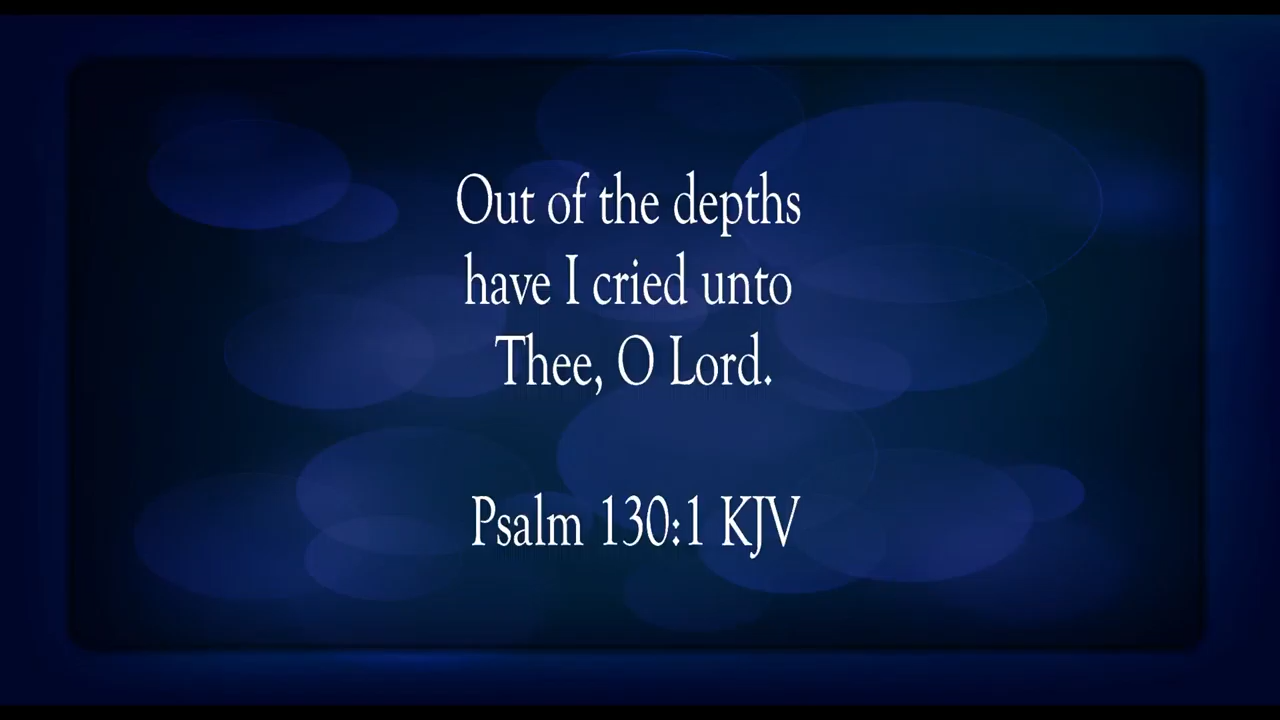 Out of the depths
have I cried unto
Thee, O Lord.
Psalm 130:1 KJV